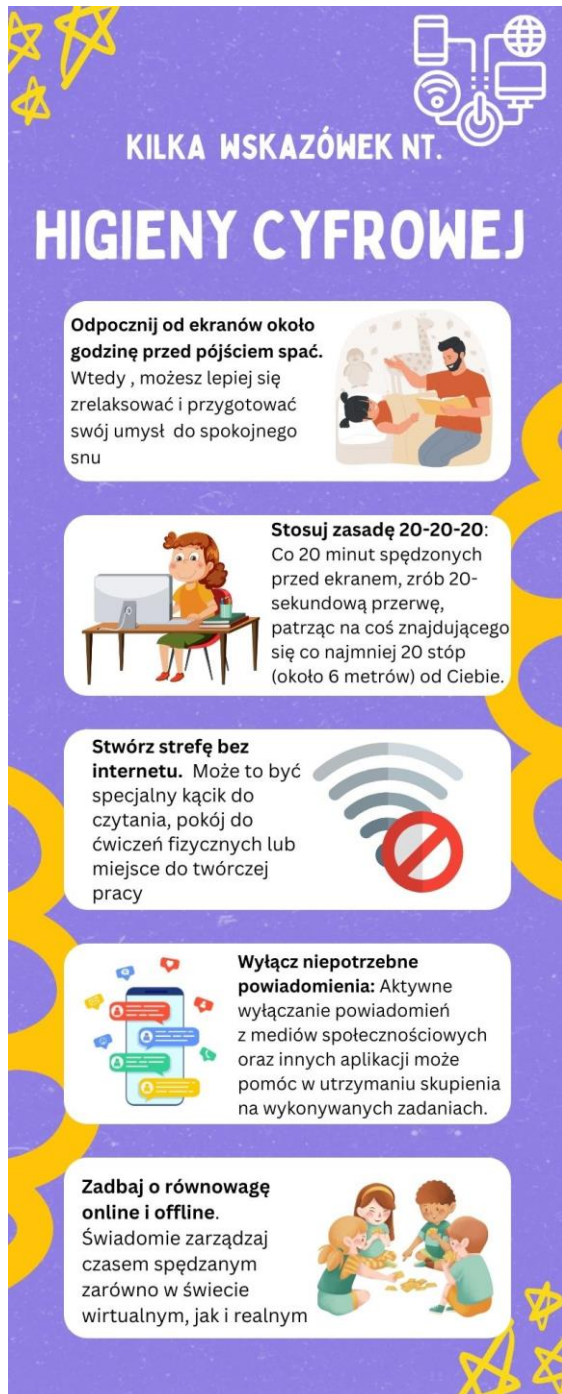 KILKA WSKAZÓWEK NT.
HIGIENY CYFROWEJ
Odpocznij od ekranów około
godzinę przed pójściem spać.
Wtedy , możesz lepiej się
zrelaksować i przygotować
swój umysł do spokojnego
snu
Stosuj zasadę 20-20-20:
Co 20 minut spędzonych
przed ekranem, zrób 20-
sekundową przerwę,
patrząc na coś znajdującego
się co najmniej 20 stóp
(około 6 metrów) od Ciebie.
Stwórz strefę bez
internetu. Może to być
specjalny kącik do
czytania, pokój do
ćwiczeń fizycznych lub
miejsce do twórczej
pracy
Wyłącz niepotrzebne
powiadomienia: Aktywne
wyłączanie powiadomień
z mediów społecznościowych
oraz innych aplikacji może
pomóc w utrzymaniu skupienia
na wykonywanych zadaniach.
Zadbaj o równowagę
online i offline.
Świadomie zarządzaj
czasem spędzanym
zarówno w świecie
wirtualnym, jak i realnym